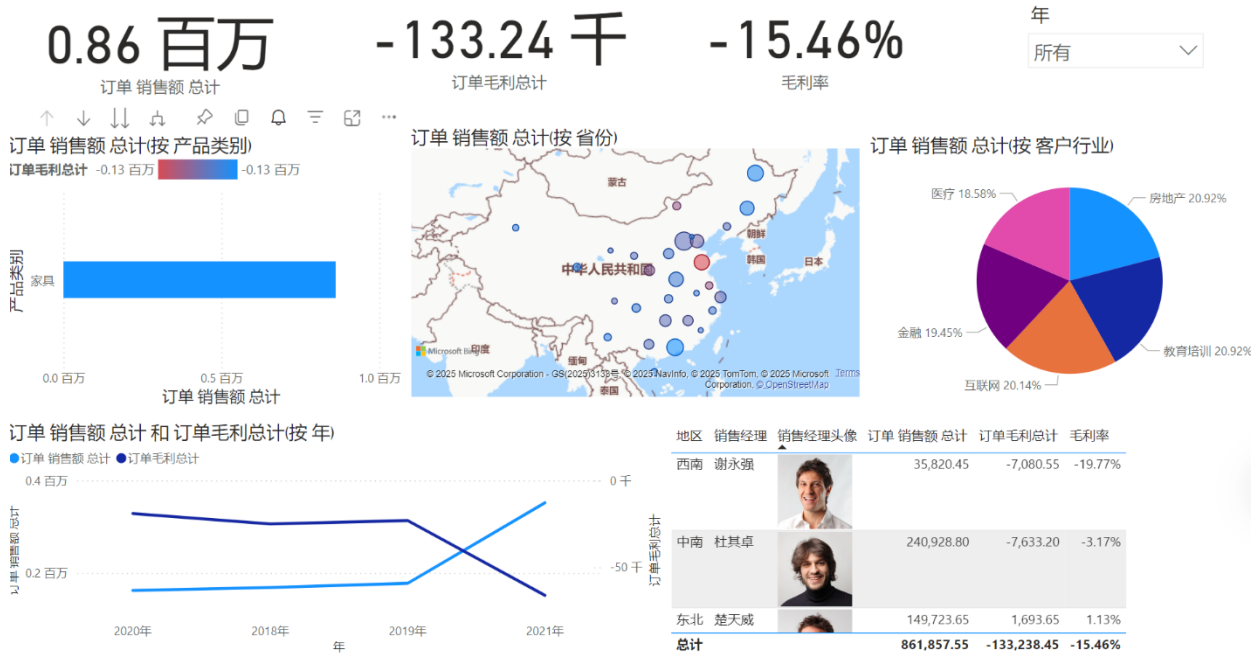 0.86 百万
订单 销售额 总计
-133.24 千
订单毛利总计
-15.46%
毛利率
年
所有
订单 销售额 总计(按 产品类别)
订单毛利总计 -0.13 百万 -0.13 百万
产品类别
家具
0.0 百万 0.5 百万 1.0 百万
订单 销售额 总计
订单 销售额 总计(按 省份)
蒙古
朝鲜
韩国
日本
中华人民共和国
印度
缅甸
泰国
Microsoft Bing
© 2025 Microsoft Corporation - GS(2025)3133号, © 2025 NavInfo, © 2025 TomTom, © 2025 Microsoft Terms
Corporation, © OpenStreetMap
订单 销售额 总计(按 客户行业)
医疗 18.58%
房地产 20.92%
金融 19.45%
教育培训 20.92%
互联网 20.14%
订单 销售额 总计 和 订单毛利总计(按 年)
订单 销售额 总计 订单毛利总计
0.4 百万 0 千
订单 销售额 总计
订单毛利总计
0.2 百万 -50 千
2020年 2018年 2019年 2021年
年
地区 销售经理 销售经理头像 订单 销售额 总计 订单毛利总计 毛利率
西南 谢永强 35,820.45 -7,080.55 -19.77%
中南 杜其卓 240,928.80 -7,633.20 -3.17%
东北 楚天威 149,723.65 1,693.65 1.13%
总计 861,857.55 -133,238.45 -15.46%